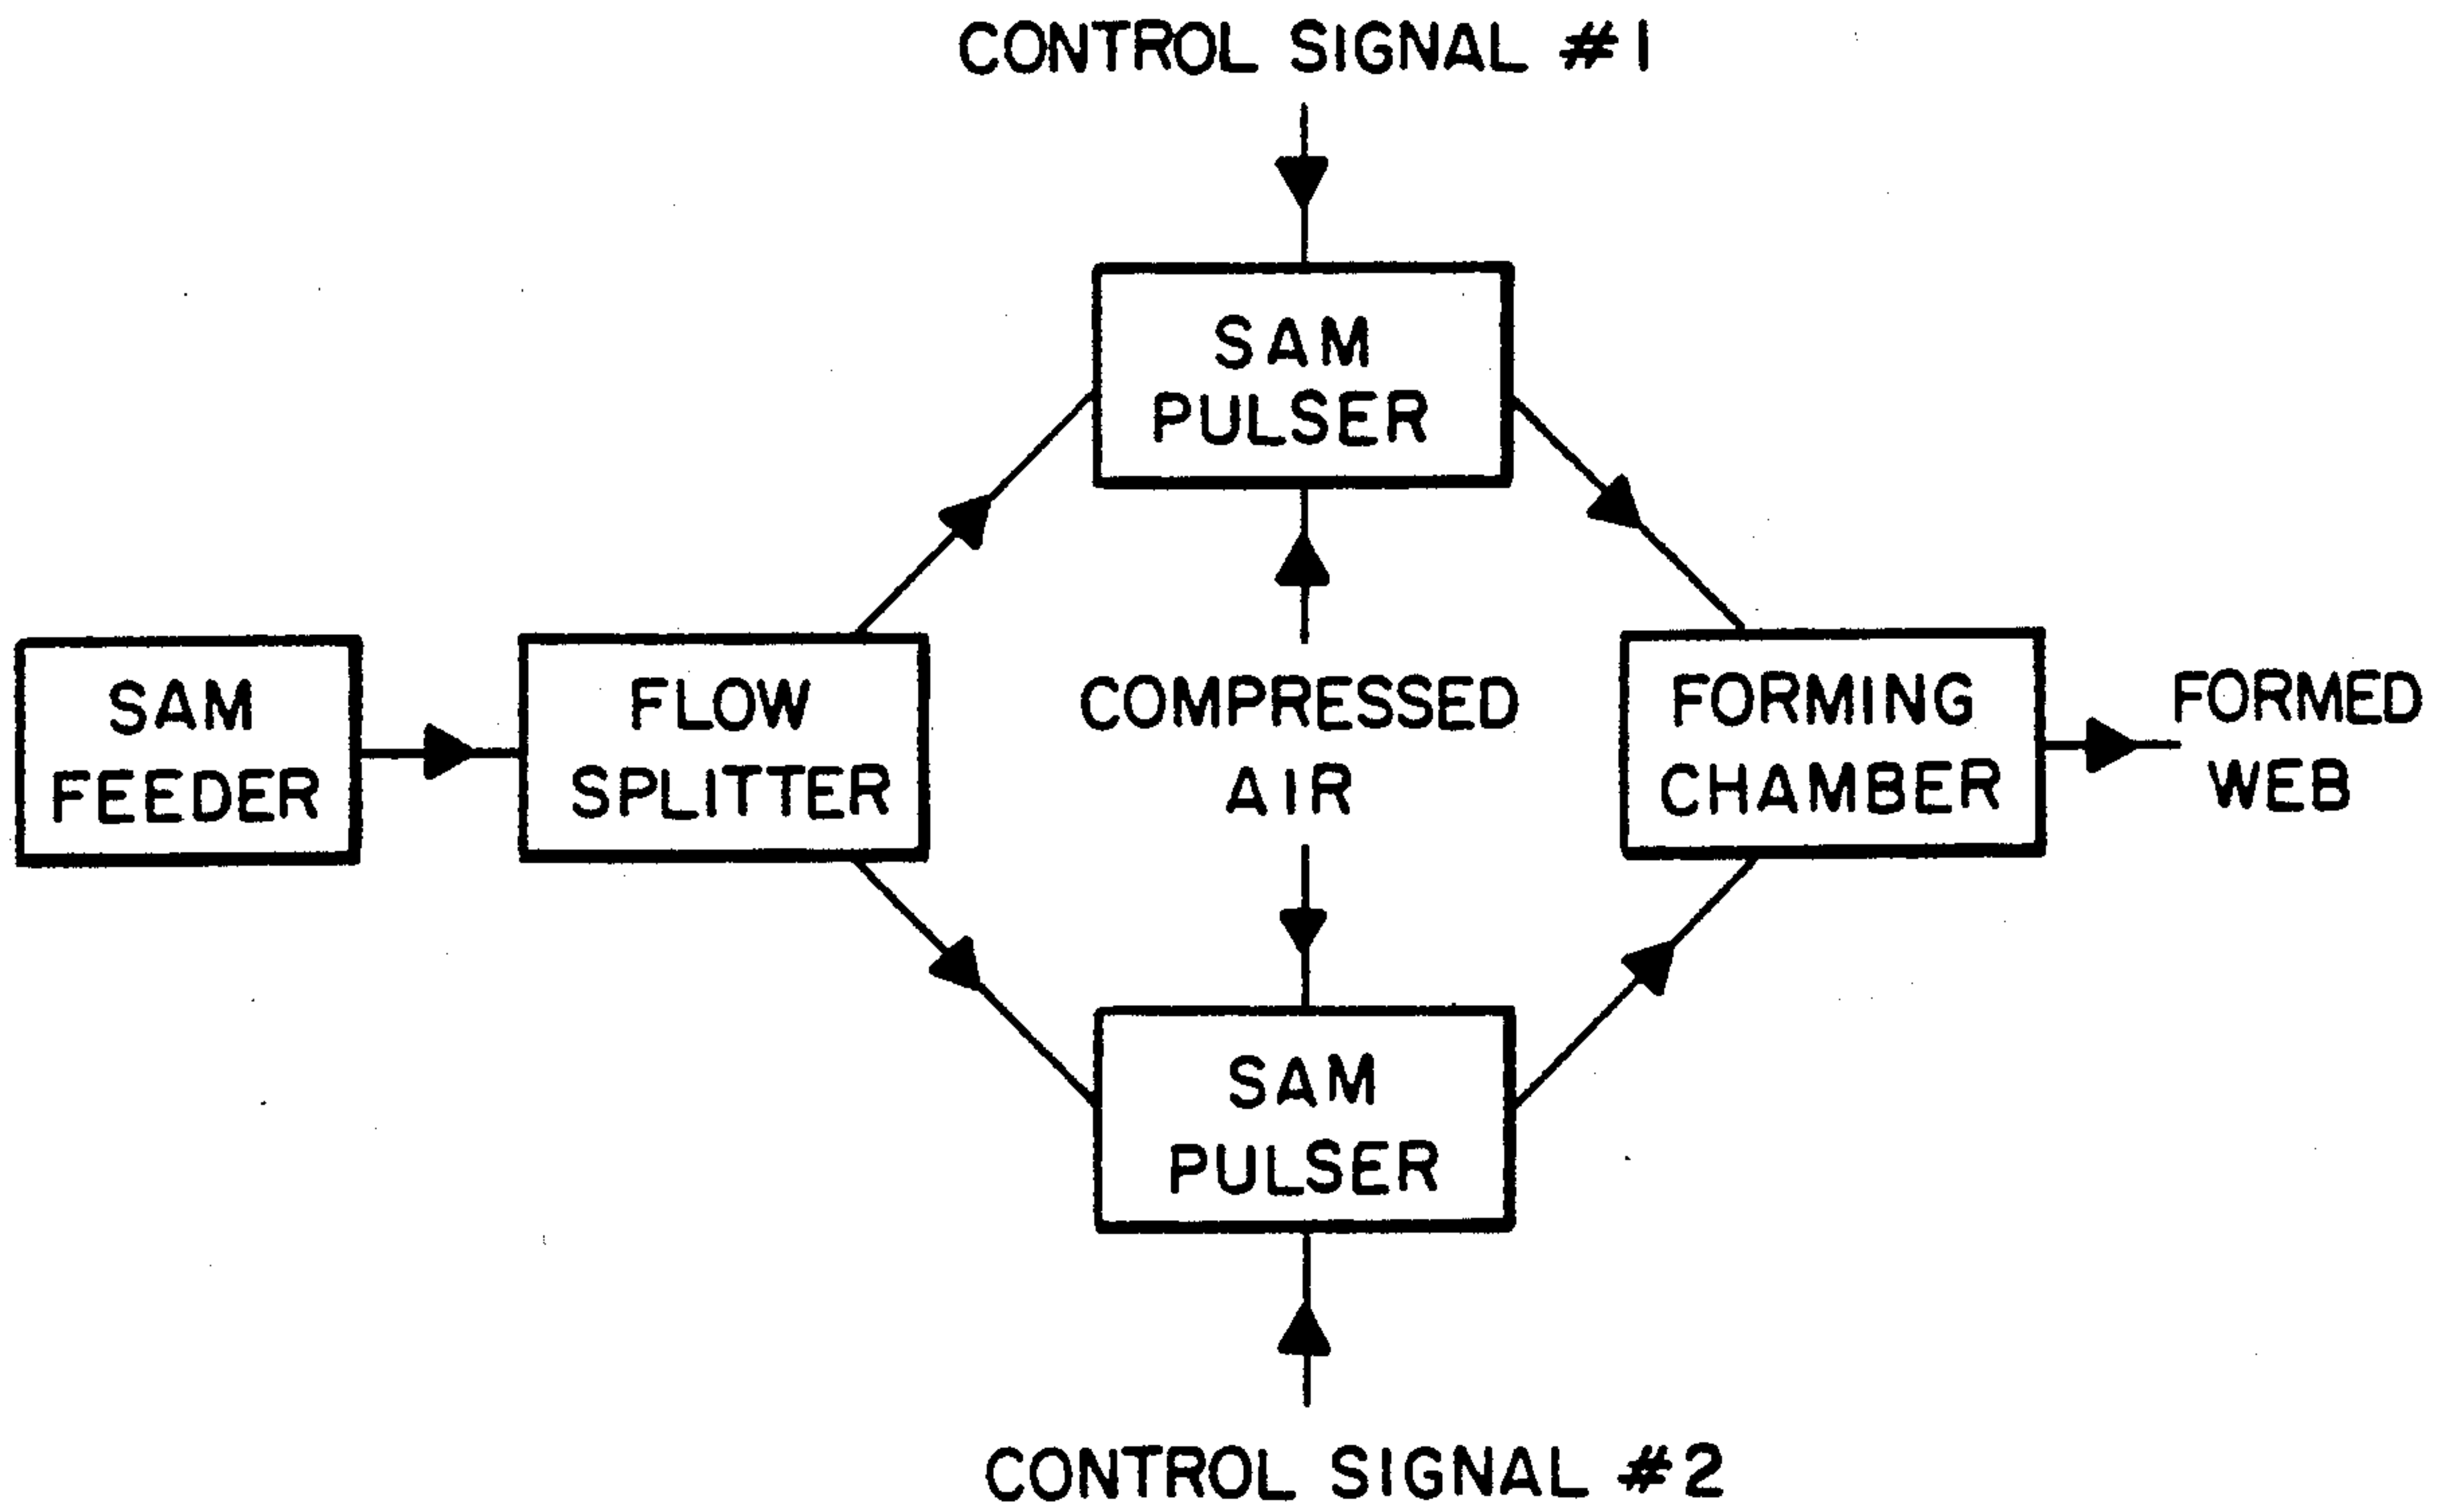 CONTROL SIGNAL #1
SAM
PULSER
SAM
FEEDER
FLOW
SPLITTER
COMPRESSED
AIR
FORMING
CHAMBER
FORMED
WEB
SAM
PULSER
CONTROL SIGNAL #2